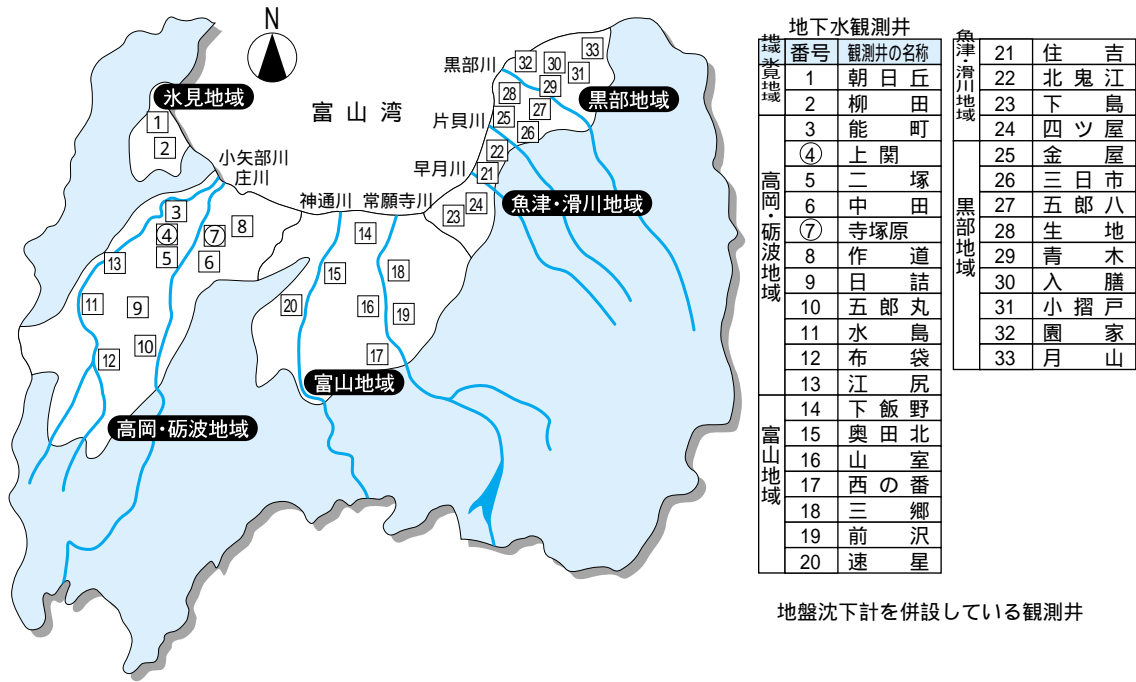 N
氷見地域
富山湾
黒部川
片貝川
早月川
黒部地域
魚津・滑川地域
小矢部川
庄川
神通川
常願寺川
富山地域
高岡・砺波地域
1
2
3
④
5
6
⑦
8
9
10
11
12
13
14
15
16
17
18
19
20
21
22
23
24
25
26
27
28
29
30
31
32
33
地下水観測井
地域 番号 観測井の名称
氷見地域
1 朝日丘
2 柳田
高岡・砺波地域
3 能町
④ 上関
5 二塚
6 中田
⑦ 寺塚原
8 作道
9 日詰
10 五郎丸
11 水島
12 布袋
13 江尻
富山地域
14 下飯野
15 奥田北
16 山室
17 西の番
18 三郷
19 前沢
20 速星
魚津・滑川地域
21 住吉
22 北鬼江
23 下島
24 四ツ屋
黒部地域
25 金屋
26 三日市
27 五郎八
28 生地
29 青木
30 入膳
31 小摺戸
32 園家
33 月山
地盤沈下計を併設している観測井